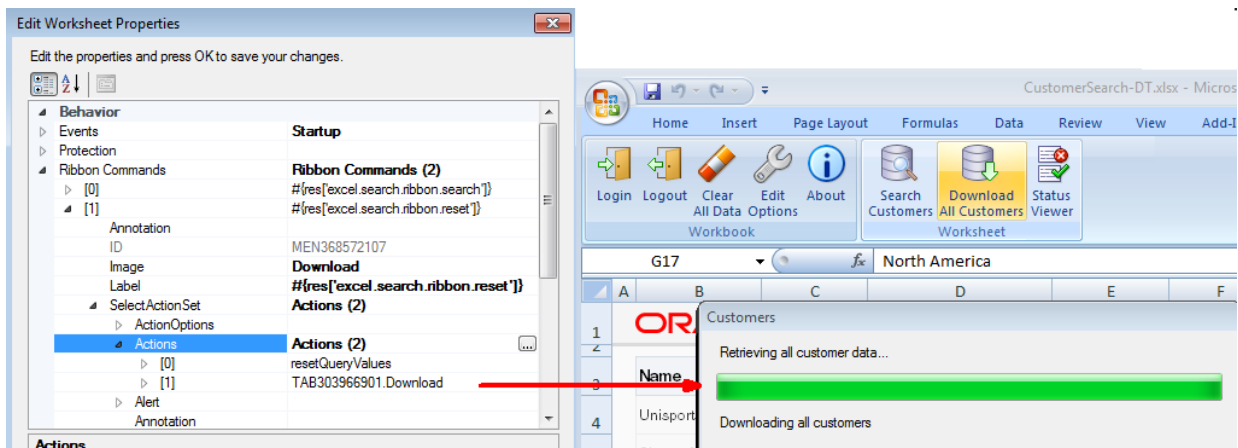 Edit Worksheet Properties
Edit the properties and press OK to save your changes.
Behavior
Events Startup
Protection
Ribbon Commands Ribbon Commands (2)
[0] #{res['excel.search.ribbon.search']}
[1] #{res['excel.search.ribbon.reset']}
Annotation
ID MEN368572107
Image Download
Label #{res['excel.search.ribbon.reset']}
SelectActionSet Actions (2)
ActionOptions
Actions Actions (2) ...
[0] resetQueryValues
[1] TAB303966901.Download
Alert
Annotation
Actions
CustomerSearch-DT.xlsx - Micros
Home Insert Page Layout Formulas Data Review View Add-I
Login Logout Clear All Data Edit Options About Search Customers Download All Customers Status Viewer
Workbook Worksheet
G17 fx North America
A B C D E F
1 ORA
2
3 Name
4 Unisport
Customers
Retrieving all customer data...
Downloading all customers